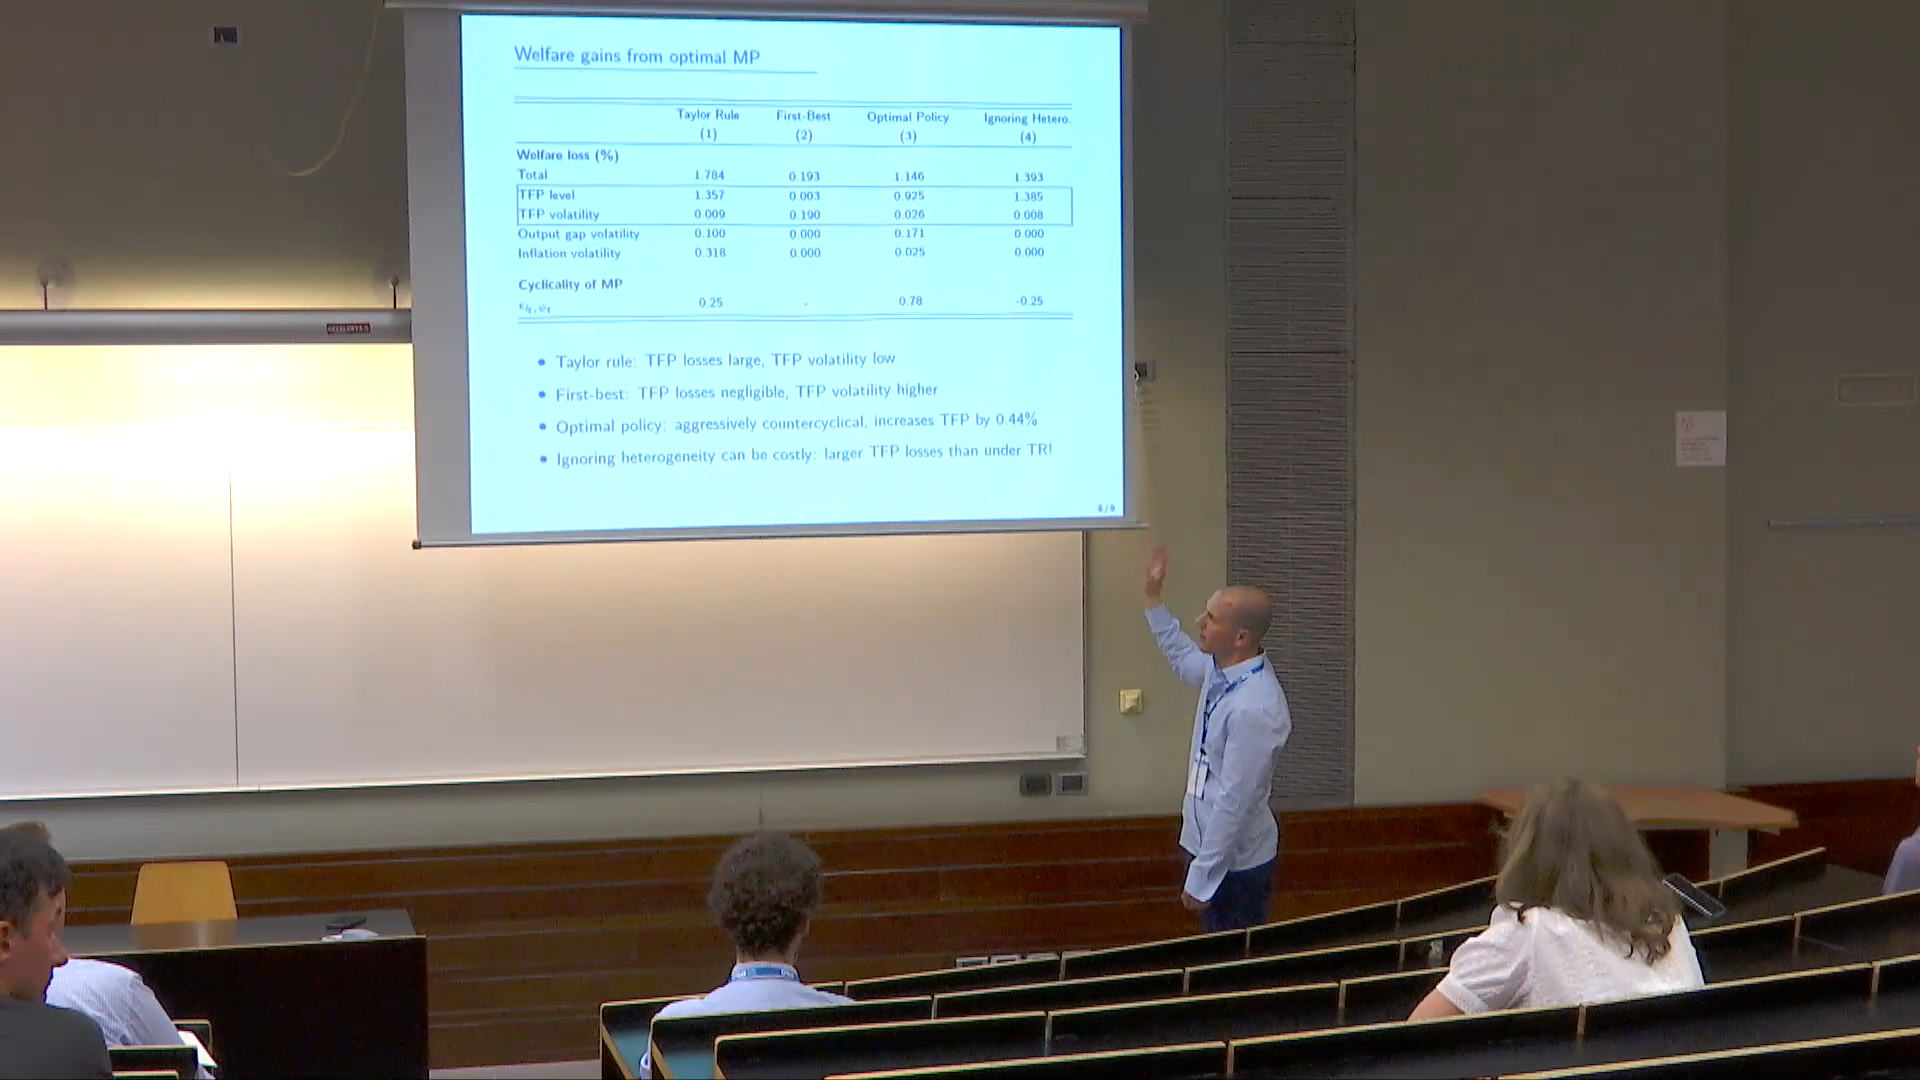 Welfare gains from optimal MP
Taylor Rule First-Best Optimal Policy Ignoring Hetero.
(1) (2) (3) (4)
Welfare loss (%)
Total 1.784 0.193 1.146 1.393
TFP level 1.357 0.003 0.925 1.385
TFP volatility 0.009 0.190 0.026 0.008
Output gap volatility 0.100 0.000 0.171 0.000
Inflation volatility 0.318 0.000 0.025 0.000
Cyclicality of MP
0.25 - 0.78 -0.25
• Taylor rule: TFP losses large, TFP volatility low
• First-best: TFP losses negligible, TFP volatility higher
• Optimal policy: aggressively countercyclical, increases TFP by 0.44%
• Ignoring heterogeneity can be costly: larger TFP losses than under TR!
8/9